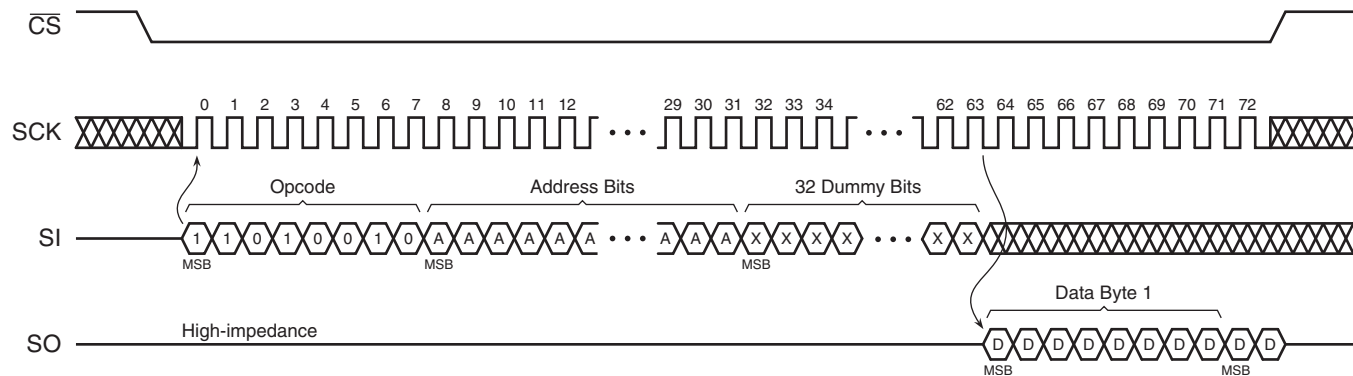 CS
0 1 2 3 4 5 6 7 8 9 10 11 12 29 30 31 32 33 34 62 63 64 65 66 67 68 69 70 71 72
SCK
Opcode Address Bits 32 Dummy Bits
SI 1 1 0 1 0 0 1 0 A A A A A A A A A X X X X X X
MSB MSB MSB
Data Byte 1
High-impedance
SO D D D D D D D D D D
MSB MSB